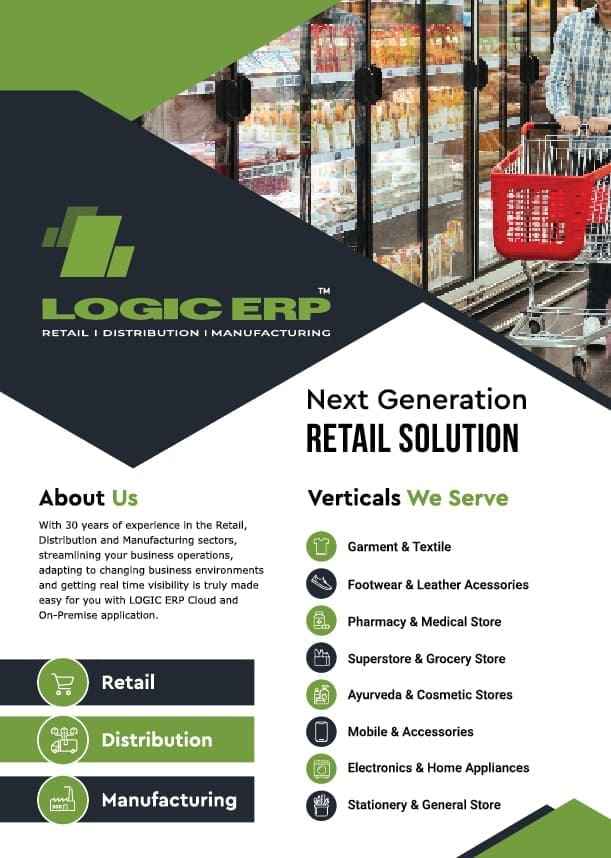 LOGIC ERP™
RETAIL | DISTRIBUTION | MANUFACTURING
Next Generation
RETAIL SOLUTION
About Us
With 30 years of experience in the Retail,
Distribution and Manufacturing sectors,
streamlining your business operations,
adapting to changing business environments
and getting real time visibility is truly made
easy for you with LOGIC ERP Cloud and
On-Premise application.
Retail
Distribution
Manufacturing
Verticals We Serve
Garment & Textile
Footwear & Leather Acessories
Pharmacy & Medical Store
Superstore & Grocery Store
Ayurveda & Cosmetic Stores
Mobile & Accessories
Electronics & Home Appliances
Stationery & General Store